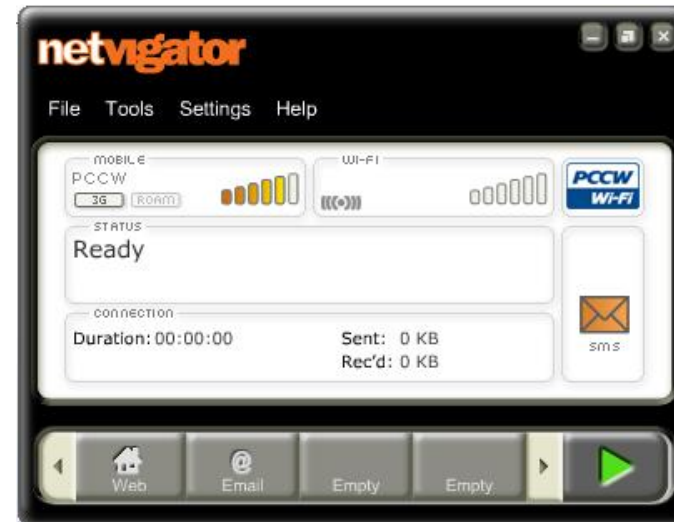 netvigator
File Tools Settings Help
MOBILE
PCCW
3G ROAM
WI-FI
PCCW
Wi-Fi
STATUS
Ready
CONNECTION
Duration: 00:00:00 Sent: 0 KB
Rec'd: 0 KB
sms
@
Web Email Empty Empty